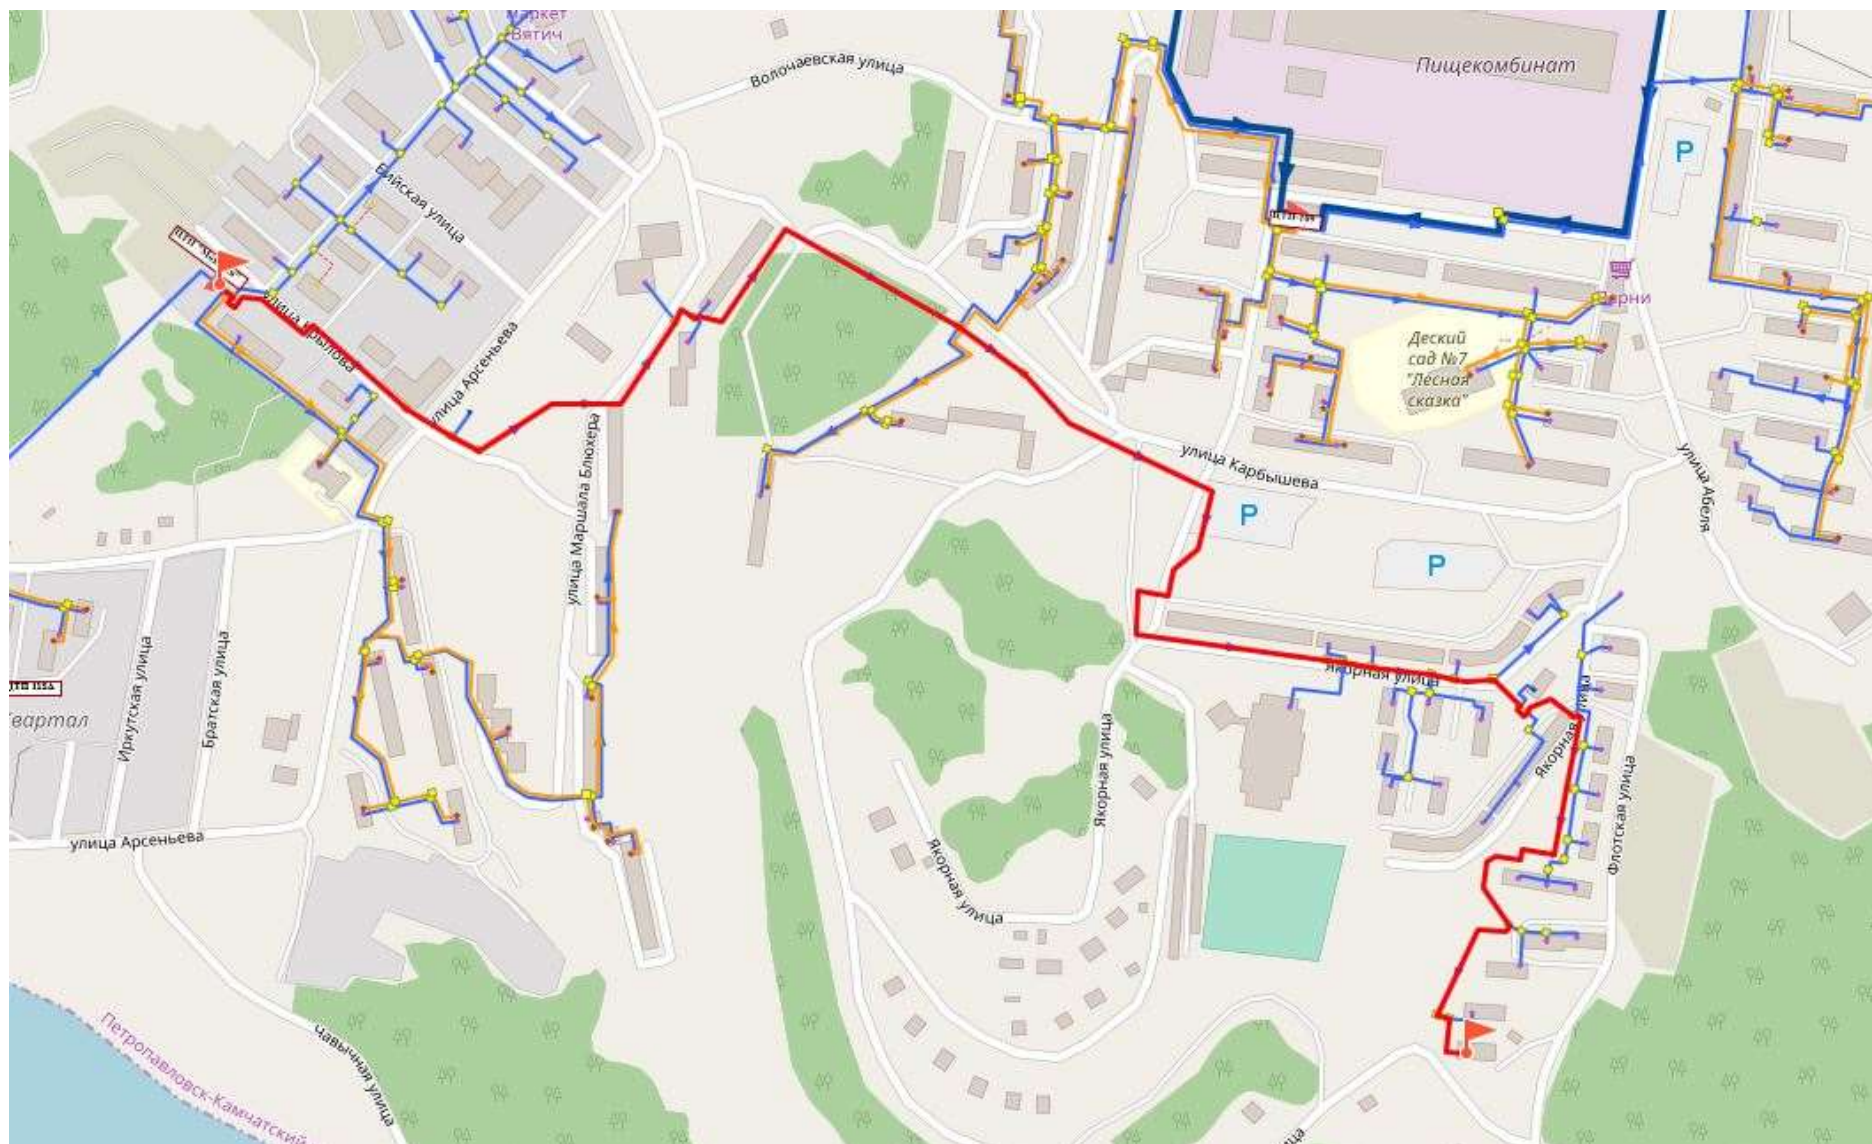 Маркет
Вятич
Волочаевская улица
Пищекомбинат
P
Бийская улица
улица Крылова
улица Арсеньева
Деский
сад №7
"Лесная
сказка"
улица Карбышева
улица Абеля
улица Маршала Блюхера
P
P
Иркутская улица
Братская улица
Якорная улица
Якорная улица
Якорная улица
Флотская улица
Якорная улица
улица Арсеньева
Чавычная улица
Петропавловск-Камчатский